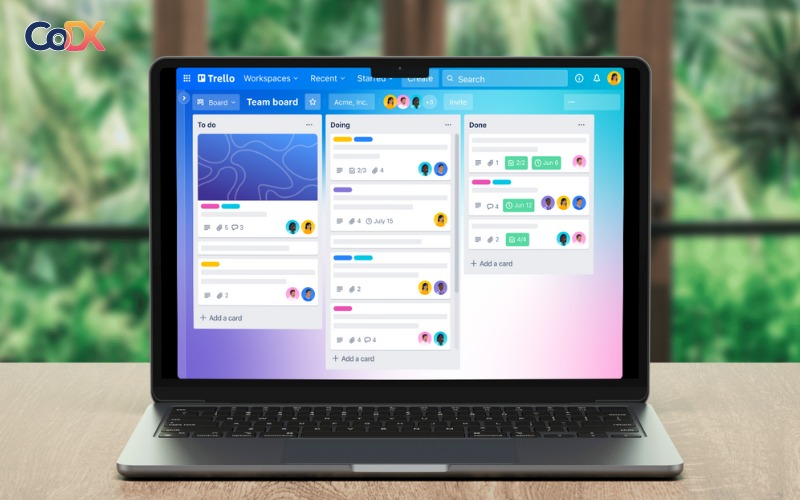 CoDX
Trello Workspaces Recent Starred Create Search
Board Team board Acme, Inc. +3 Invite
To do
5 3
2
+ Add a card
Doing
2/3 4
4 July 15
2
4 4
+ Add a card
Done
1 2/2 Jun 6
4 Jun 12
2 4/4
+ Add a card